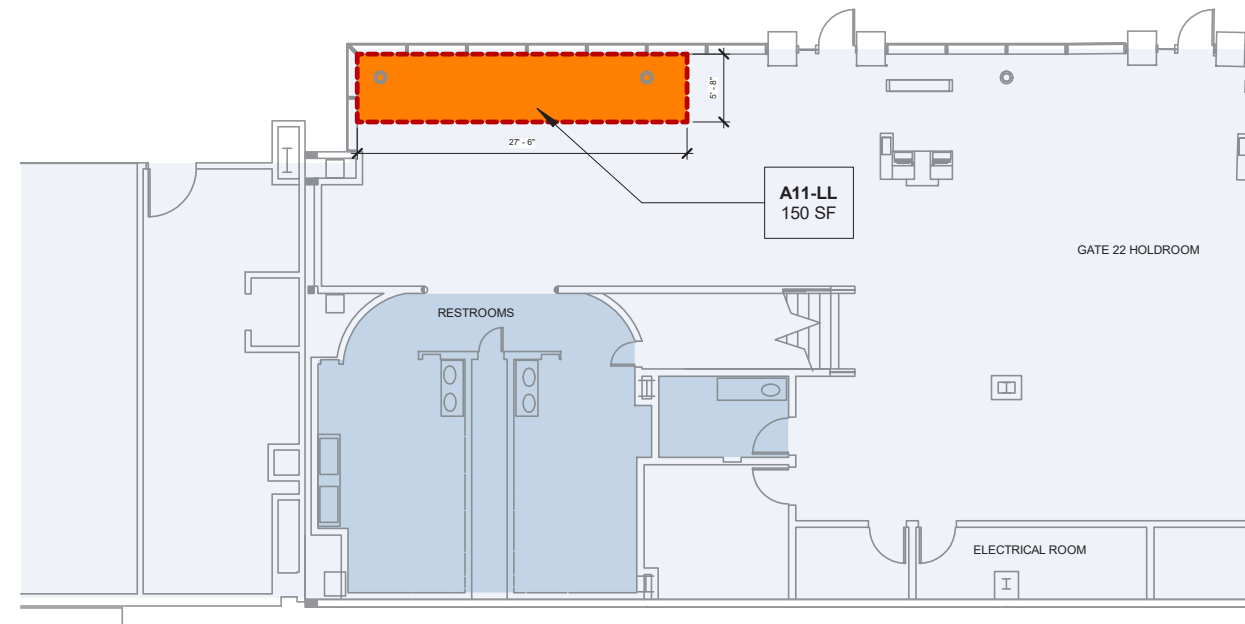 5' - 8"
27' - 6"
A11-LL
150 SF
GATE 22 HOLDROOM
RESTROOMS
ELECTRICAL ROOM